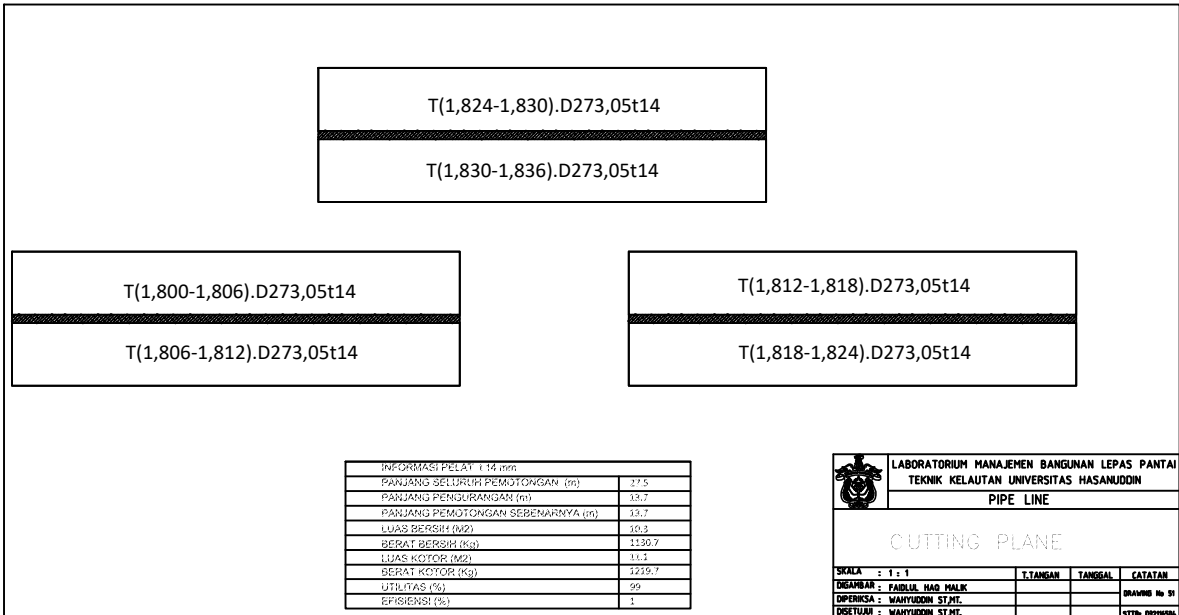 T(1,824-1,830).D273,05t14
T(1,830-1,836).D273,05t14
T(1,800-1,806).D273,05t14
T(1,806-1,812).D273,05t14
T(1,812-1,818).D273,05t14
T(1,818-1,824).D273,05t14
INFORMASI PELAT t 14 mm
PANJANG SELURUH PEMOTONGAN (m) 27.5
PANJANG PENGURANGAN (m) 13.7
PANJANG PEMOTONGAN SEBENARNYA (m) 13.7
LUAS BERSIH (M2) 10.3
BERAT BERSIH (Kg) 1130.7
LUAS KOTOR (M2) 11.1
BERAT KOTOR (Kg) 1219.7
UTILITAS (%) 99
EFISIENSI (%) 1
LABORATORIUM MANAJEMEN BANGUNAN LEPAS PANTAI
TEKNIK KELAUTAN UNIVERSITAS HASANUDDIN
PIPE LINE
CUTTING PLANE
SKALA : 1 : 1 T.TANGAN TANGGAL CATATAN
DIGAMBAR : FAIDLUL HAQ MALIK
DRAWING No 51
DIPERIKSA : WAHYUDDIN ST,MT.
DISETUJUI : WAHYUDDIN ST,MT.